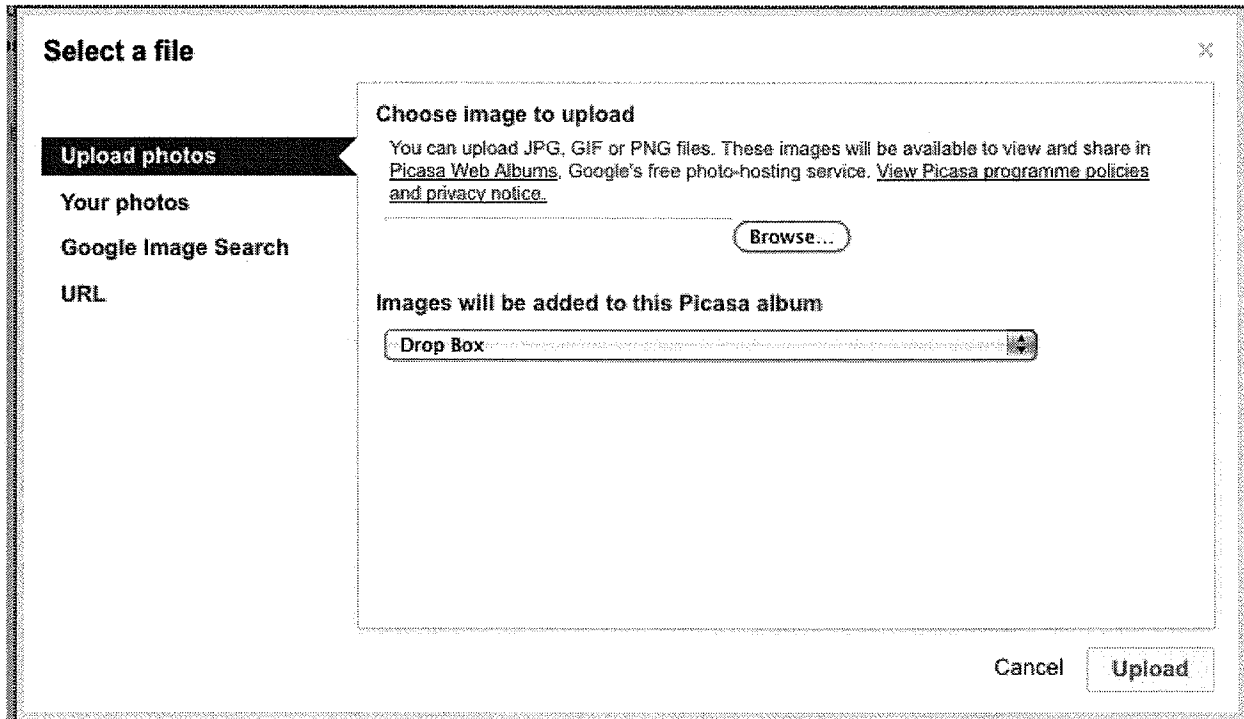 Select a file
×
Upload photos
Your photos
Google Image Search
URL
Choose image to upload
You can upload JPG, GIF or PNG files. These images will be available to view and share in
Picasa Web Albums, Google's free photo-hosting service. View Picasa programme policies
and privacy notice.
Browse...
Images will be added to this Picasa album
Drop Box
Cancel
Upload